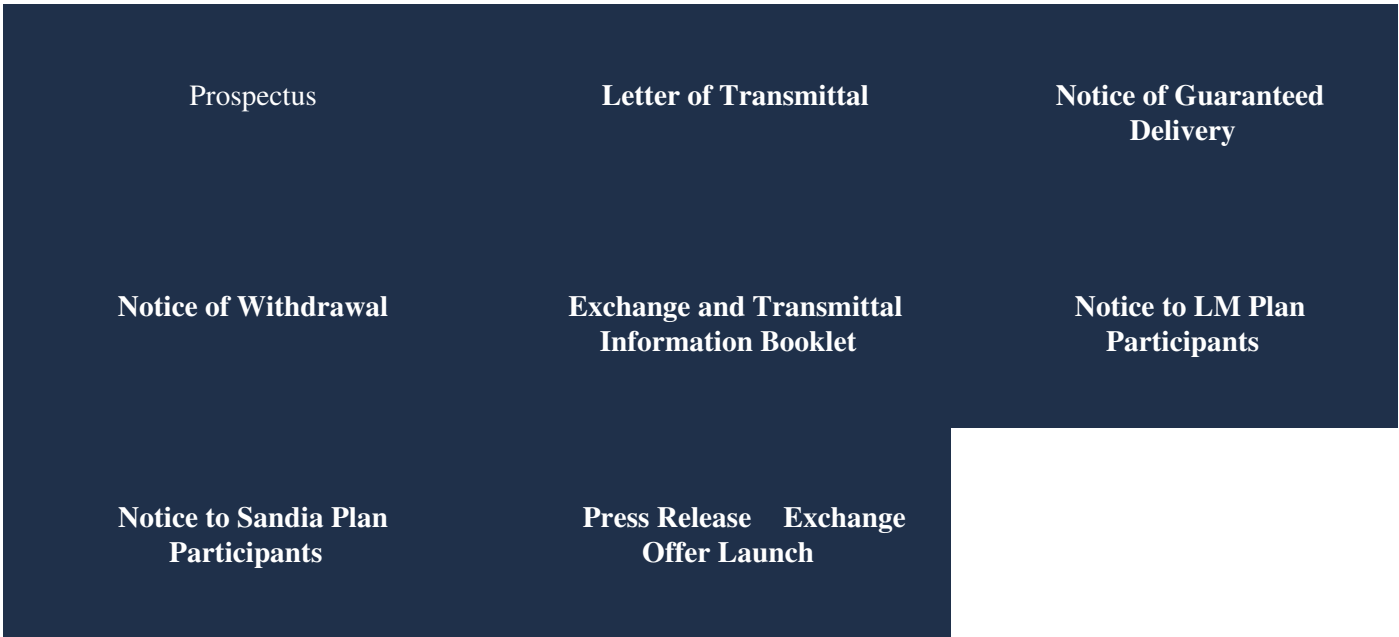 Prospectus
Letter of Transmittal
Notice of Guaranteed
Delivery
Notice of Withdrawal
Exchange and Transmittal
Information Booklet
Notice to LM Plan
Participants
Notice to Sandia Plan
Participants
Press Release Exchange
Offer Launch